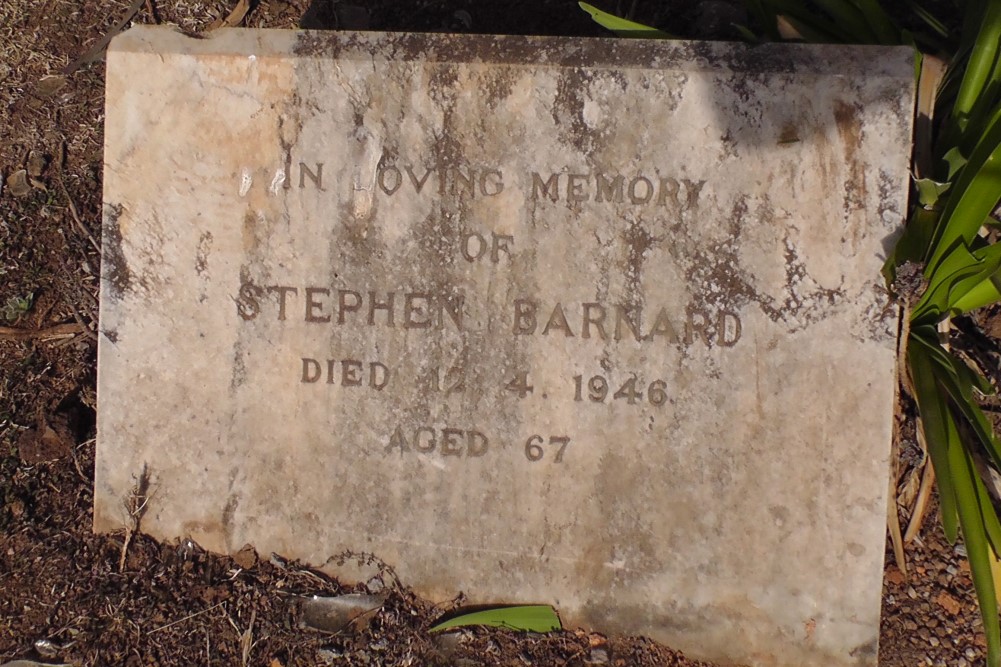 IN LOVING MEMORY
OF
STEPHEN BARNARD
DIED 12. 4. 1946.
AGED 67